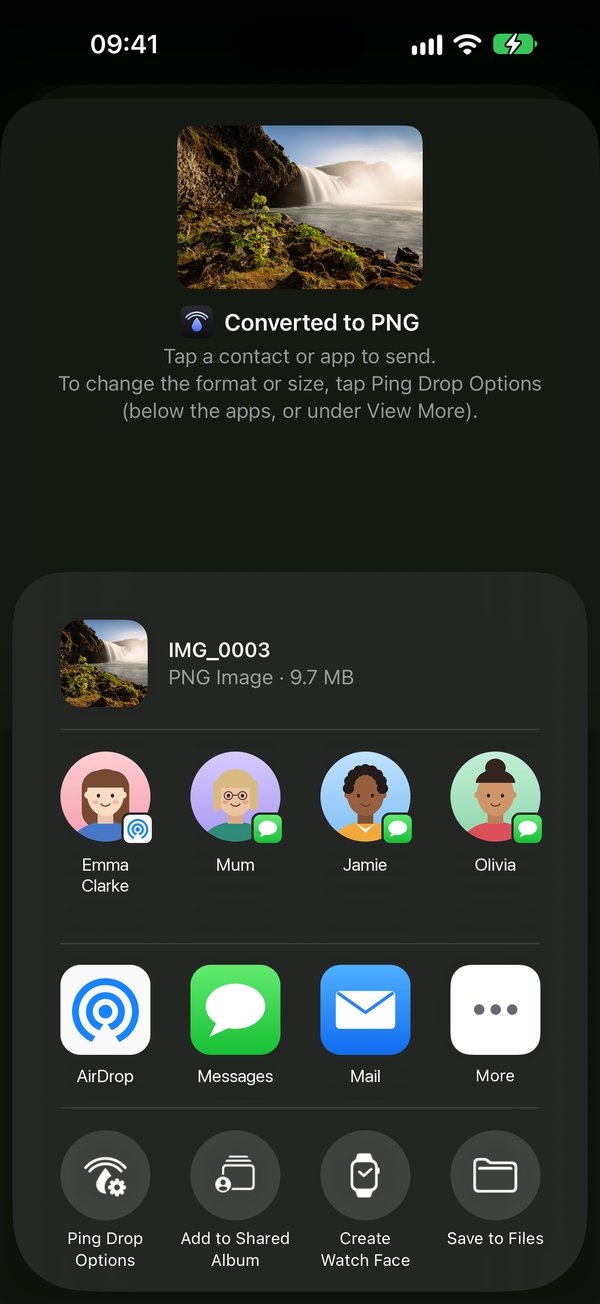 09:41
Converted to PNG
Tap a contact or app to send.
To change the format or size, tap Ping Drop Options
(below the apps, or under View More).
IMG_0003
PNG Image · 9.7 MB
Emma
Clarke
Mum
Jamie
Olivia
AirDrop
Messages
Mail
More
Ping Drop
Options
Add to Shared
Album
Create
Watch Face
Save to Files